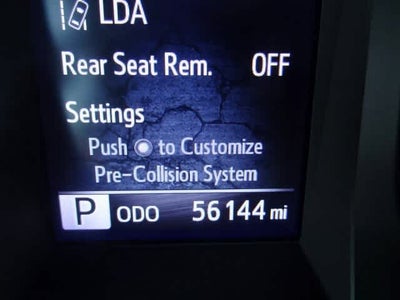 LDA
Rear Seat Rem. OFF
Settings
Push to Customize
Pre-Collision System
P ODO 56144 mi